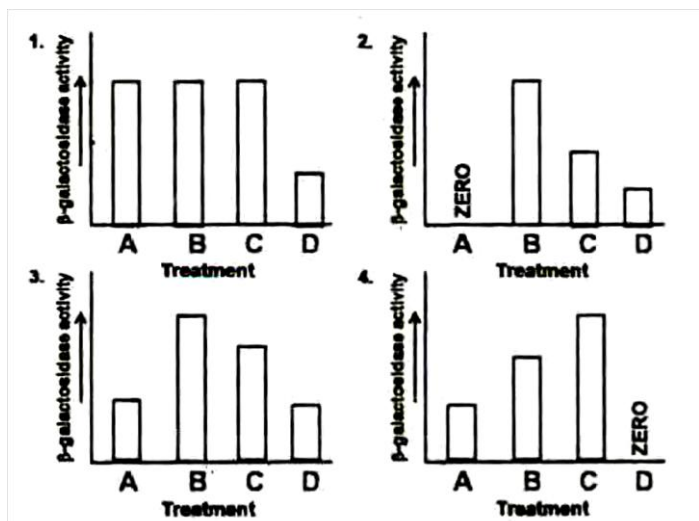 1.
β-galactosidase activity
A B C D
Treatment
2.
β-galactosidase activity
ZERO
A B C D
Treatment
3.
β-galactosidase activity
A B C D
Treatment
4.
β-galactosidase activity
ZERO
A B C D
Treatment